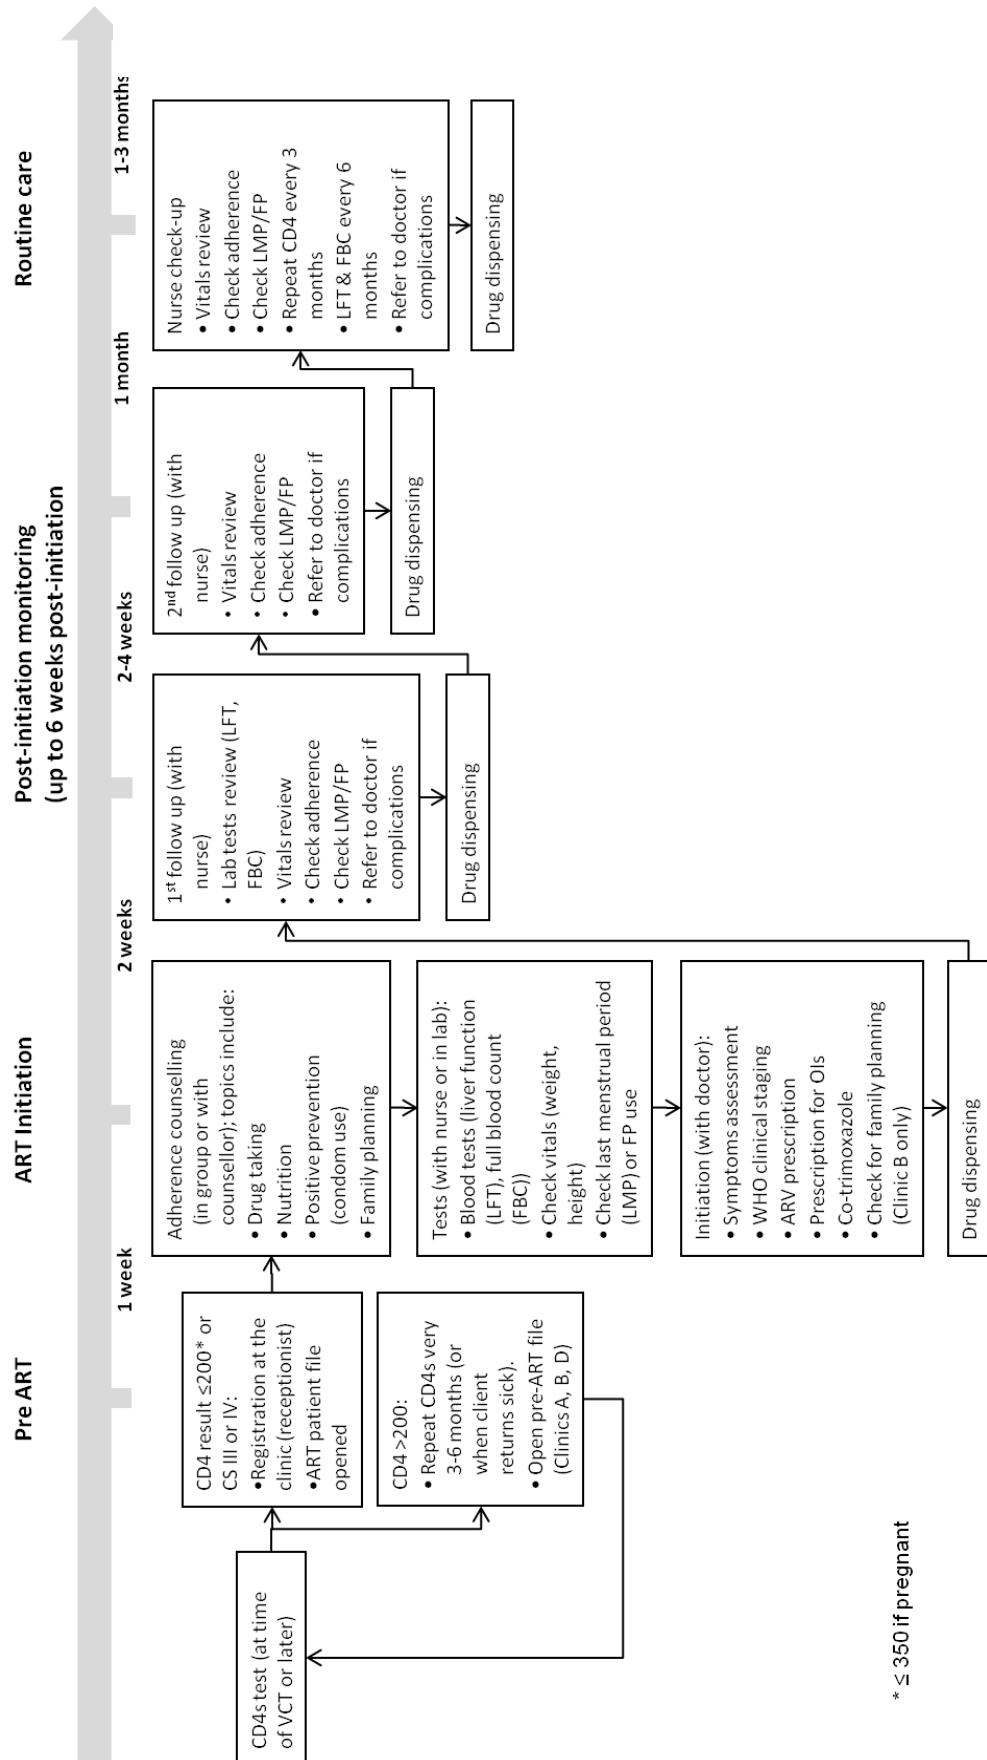 Pre ART
ART Initiation
Post-initiation monitoring
(up to 6 weeks post-initiation
Routine care
1 week
2 weeks
2-4 weeks
1 month
1-3 months
CD4s test (at time
of VCT or later)
CD4 result ≤200* or
CS III or IV:
•Registration at the
clinic (receptionist)
•ART patient file
opened
CD4 >200:
• Repeat CD4s very
3-6 months (or
when client
returns sick).
• Open pre-ART file
(Clinics A, B, D)
Adherence counselling
(in group or with
counsellor); topics include:
• Drug taking
• Nutrition
• Positive prevention
(condom use)
• Family planning
Tests (with nurse or in lab):
• Blood tests (liver function
(LFT), full blood count
(FBC))
• Check vitals (weight,
height)
• Check last menstrual period
(LMP) or FP use
Initiation (with doctor):
• Symptoms assessment
• WHO clinical staging
• ARV prescription
• Prescription for OIs
• Co-trimoxazole
• Check for family planning
(Clinic B only)
Drug dispensing
1st follow up (with
nurse)
• Lab tests review (LFT,
FBC)
• Vitals review
• Check adherence
• Check LMP/FP
• Refer to doctor if
complications
Drug dispensing
2nd follow up (with
nurse)
• Vitals review
• Check adherence
• Check LMP/FP
• Refer to doctor if
complications
Drug dispensing
Nurse check-up
• Vitals review
• Check adherence
• Check LMP/FP
• Repeat CD4 every 3
months
• LFT & FBC every 6
months
• Refer to doctor if
complications
Drug dispensing
* ≤ 350 if pregnant